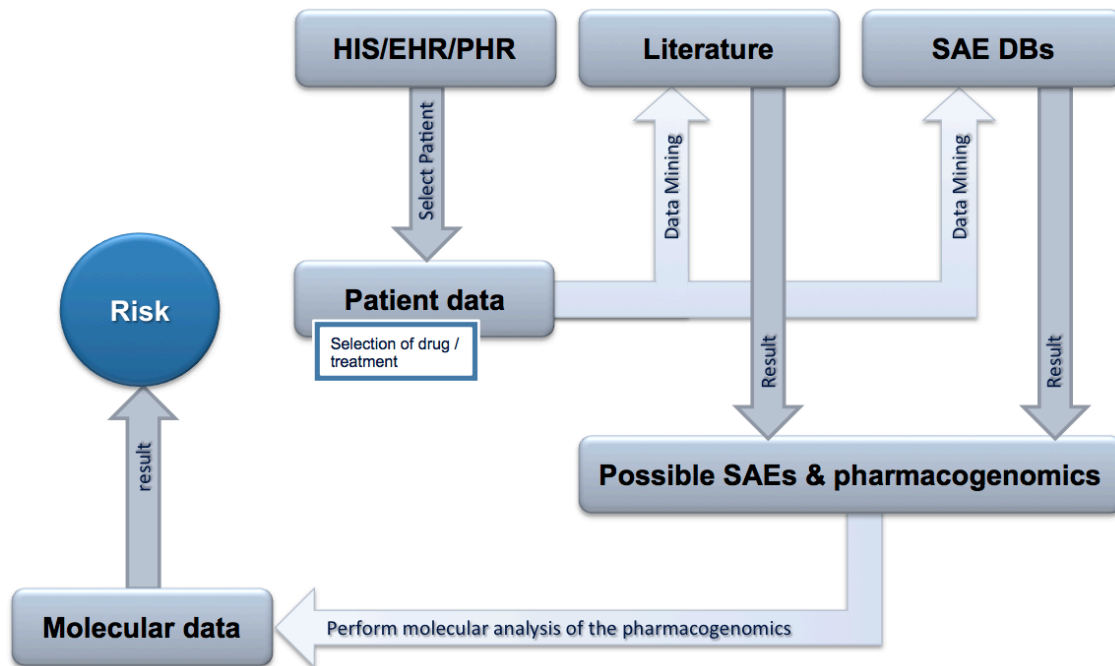 HIS/EHR/PHR
Literature
SAE DBs
Select Patient
Data Mining
Data Mining
Patient data
Selection of drug /
treatment
Risk
Result
Result
Possible SAEs & pharmacogenomics
result
Molecular data
Perform molecular analysis of the pharmacogenomics